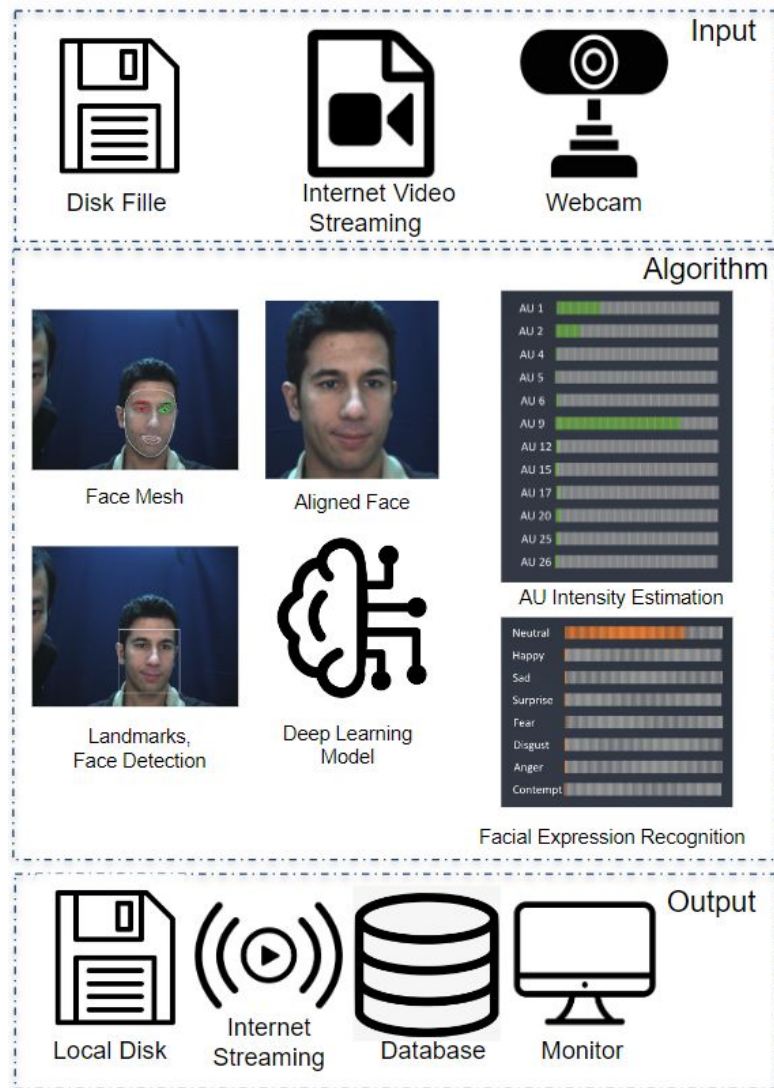 Input
Disk Fille
Internet Video
Streaming
Webcam
Algorithm
Face Mesh
Aligned Face
AU 1
AU 2
AU 4
AU 5
AU 6
AU 9
AU 12
AU 15
AU 17
AU 20
AU 25
AU 26
AU Intensity Estimation
Landmarks,
Face Detection
Deep Learning
Model
Neutral
Happy
Sad
Surprise
Fear
Disgust
Anger
Contempt
Facial Expression Recognition
Output
Local Disk
Internet
Streaming
Database
Monitor